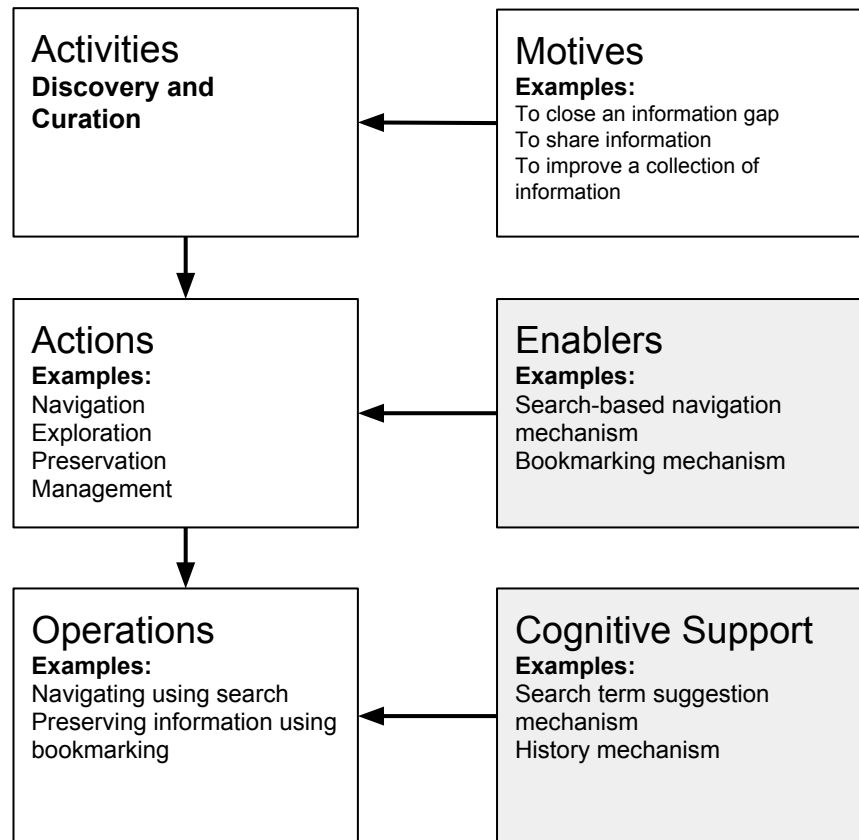 Activities
Discovery and
Curation
Motives
Examples:
To close an information gap
To share information
To improve a collection of
information
Actions
Examples:
Navigation
Exploration
Preservation
Management
Enablers
Examples:
Search-based navigation
mechanism
Bookmarking mechanism
Operations
Examples:
Navigating using search
Preserving information using
bookmarking
Cognitive Support
Examples:
Search term suggestion
mechanism
History mechanism